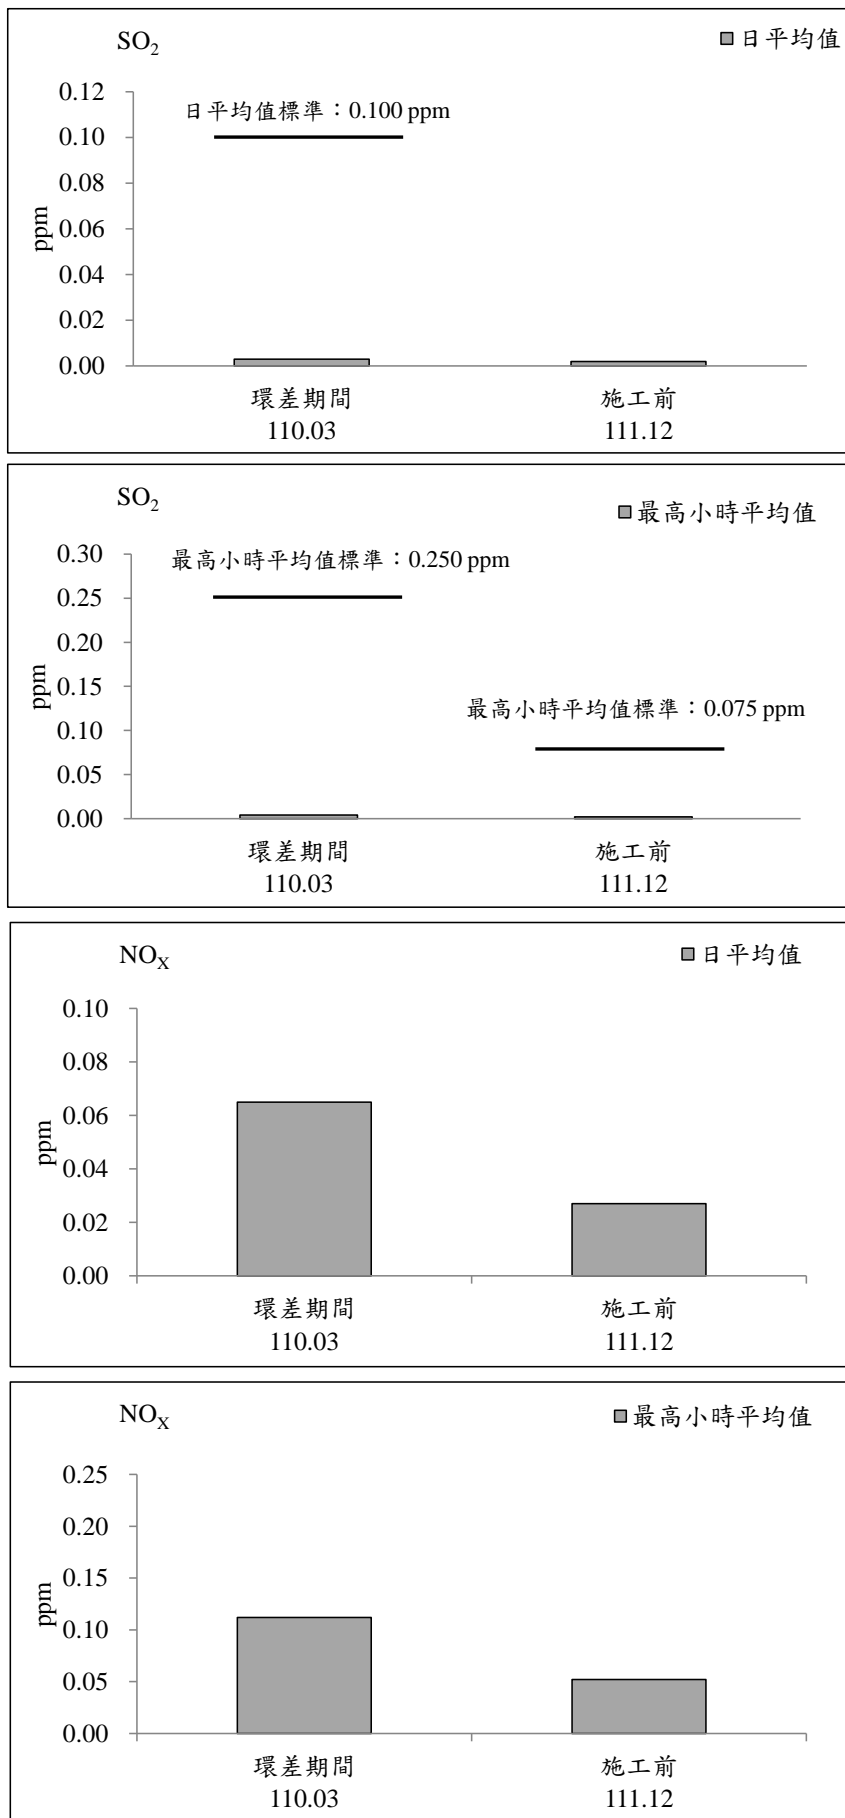 SO₂
■日平均值
0.12
日平均值標準：0.100 ppm
0.10
0.08
0.06
0.04
0.02
0.00
ppm
環差期間 施工前
110.03 111.12
SO₂
■最高小時平均值
0.30
最高小時平均值標準：0.250 ppm
0.25
0.20
0.15
最高小時平均值標準：0.075 ppm
0.10
0.05
0.00
ppm
環差期間 施工前
110.03 111.12
NOX
■日平均值
0.10
0.08
0.06
0.04
0.02
0.00
ppm
環差期間 施工前
110.03 111.12
NOX
■最高小時平均值
0.25
0.20
0.15
0.10
0.05
0.00
ppm
環差期間 施工前
110.03 111.12